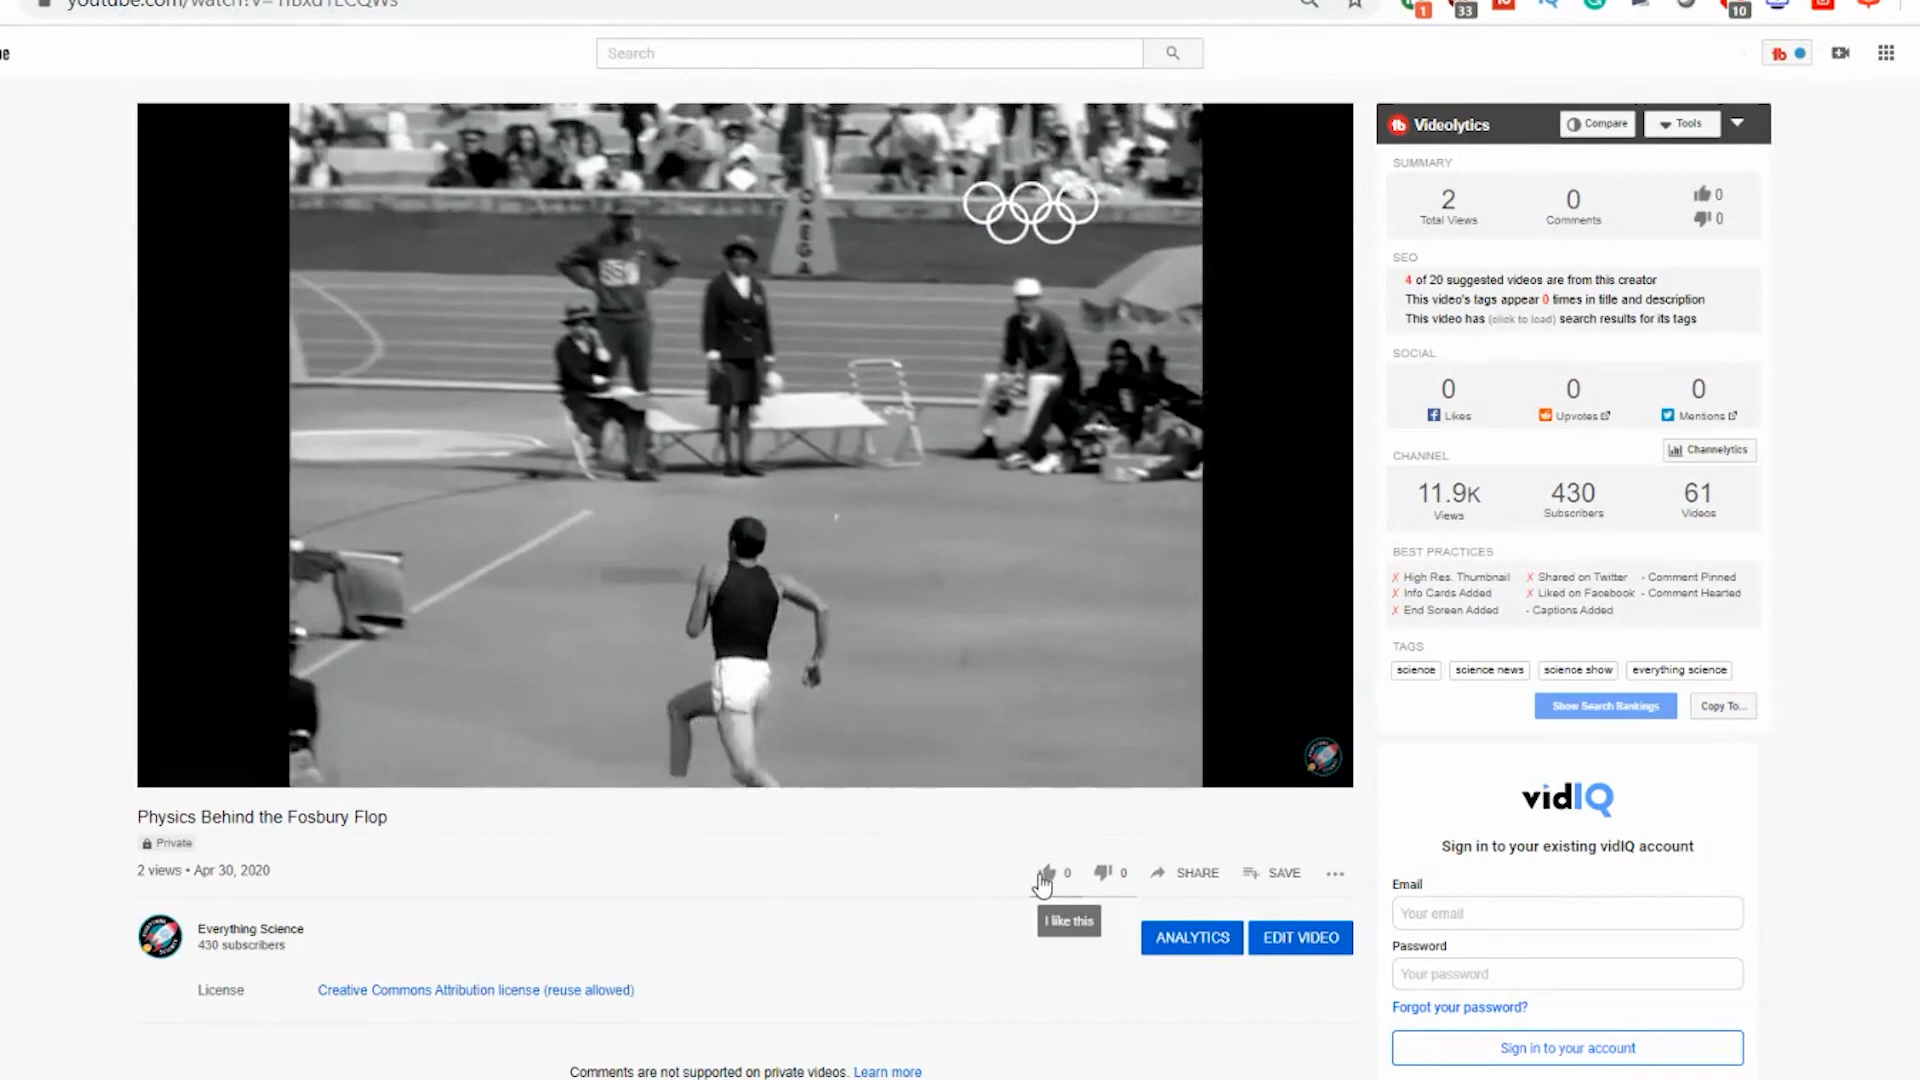 Search
1
33
10
OMEGA
Videolytics
Compare
Tools
SUMMARY
2
Total Views
0
Comments
0
0
SEO
4 of 20 suggested videos are from this creator
This video's tags appear 0 times in title and description
This video has (click to load) search results for its tags
SOCIAL
0
Likes
0
Upvotes
0
Mentions
CHANNEL
Channelytics
11.9K
Views
430
Subscribers
61
Videos
BEST PRACTICES
X High Res. Thumbnail X Shared on Twitter - Comment Pinned
X Info Cards Added X Liked on Facebook - Comment Hearted
X End Screen Added - Captions Added
TAGS
science science news science show everything science
Show Search Rankings
Copy To...
vidIQ
Sign in to your existing vidIQ account
Email
Your email
Password
Your password
Forgot your password?
Sign in to your account
Physics Behind the Fosbury Flop
Private
2 views • Apr 30, 2020
0
0
SHARE
SAVE
I like this
Everything Science
430 subscribers
ANALYTICS
EDIT VIDEO
License
Creative Commons Attribution license (reuse allowed)
Comments are not supported on private videos. Learn more